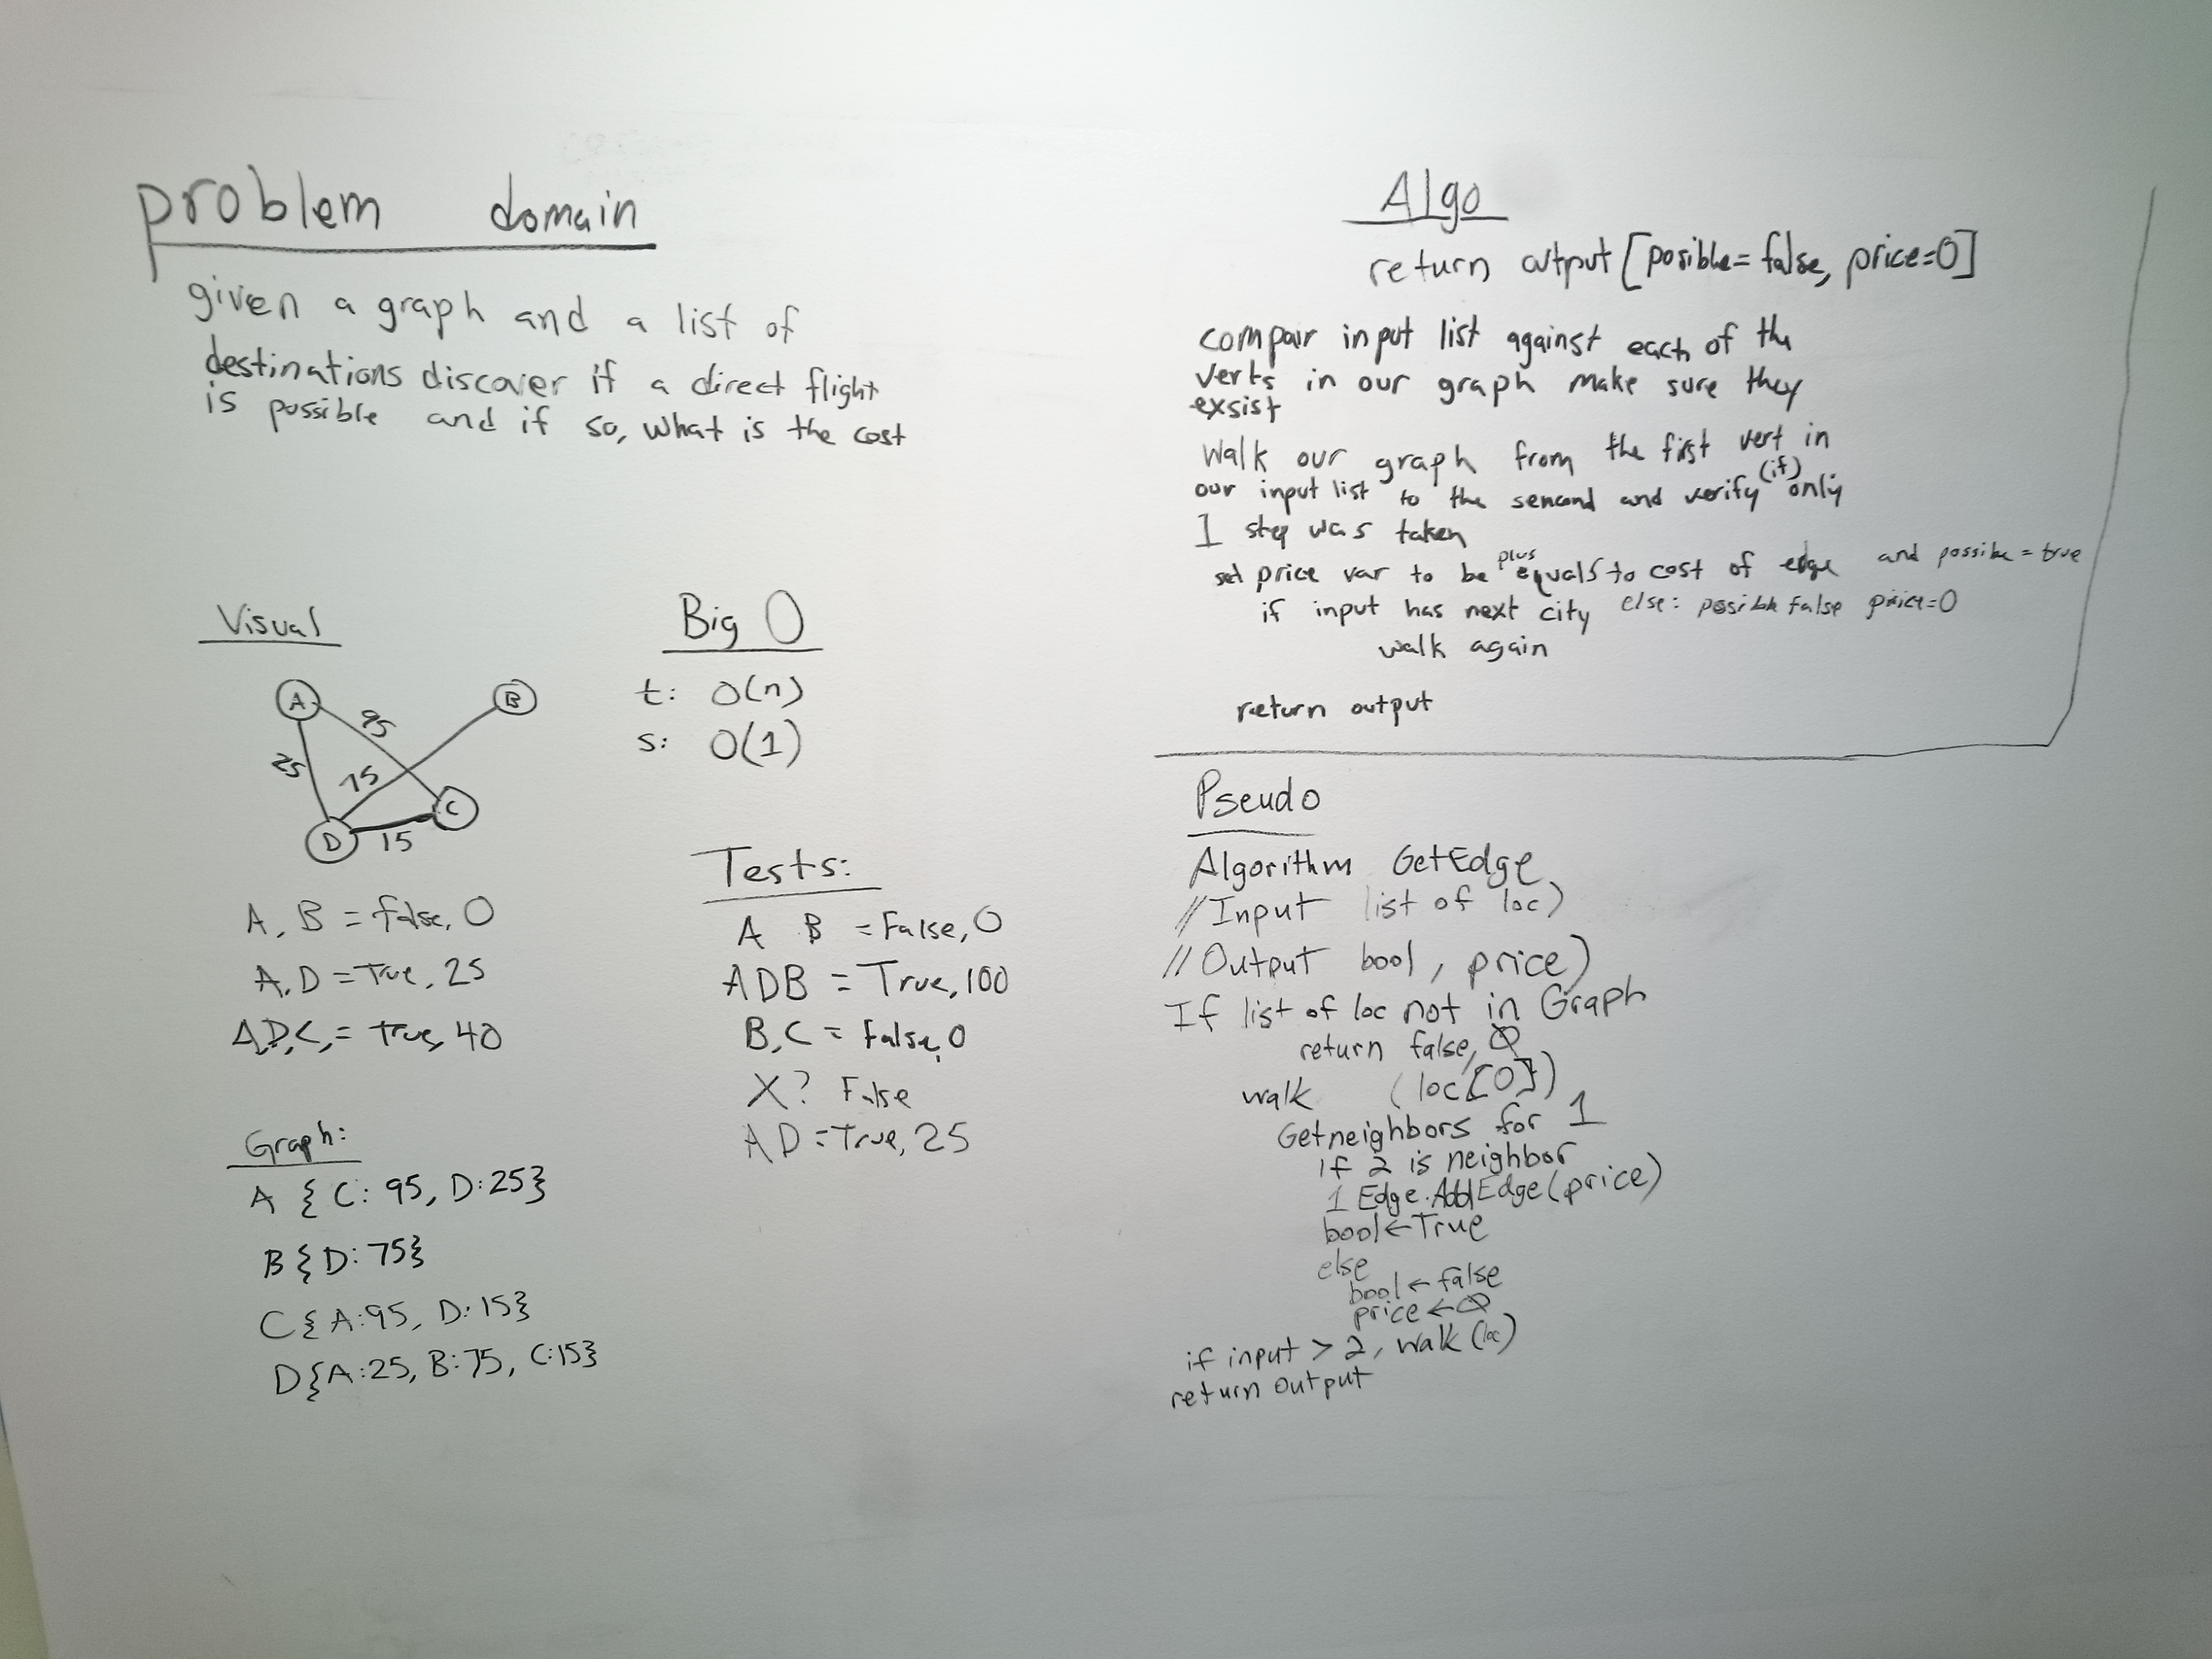 problem domain
given a graph and a list of
destinations discover if a direct flight
is possible and if so, what is the cost
Visual
A
B
95
25
75
C
D
15
A, B = false, 0
A, D = True, 25
A,D,C, = True, 40
Graph:
A { C: 95, D: 25}
B { D: 75}
C { A:95, D: 15}
D{A:25, B:75, C:15}
Big O
t: O(n)
s: O(1)
Tests:
A B = False, 0
ADB = True, 100
B, C = False, 0
X? False
AD = True, 25
Algo
return output [posible= false, price=0]
compair input list against each of the
verts in our graph make sure they
exsist
Walk our graph from the first vert in
our input list to the sencond and verify (if) only
1 step was taken
set price var to be plus equals to cost of edge and possible = true
if input has next city else: posible false price=0
walk again
return output
Pseudo
Algorithm GetEdge
// Input list of loc)
// Output bool, price)
If list of loc not in Graph
return false, 0
walk (loc[0])
Getneighbors for 1
if 2 is neighbor
1 Edge.AddEdge(price)
bool ← True
else
bool ← false
price ← 0
if input > 2, walk (loc)
return output